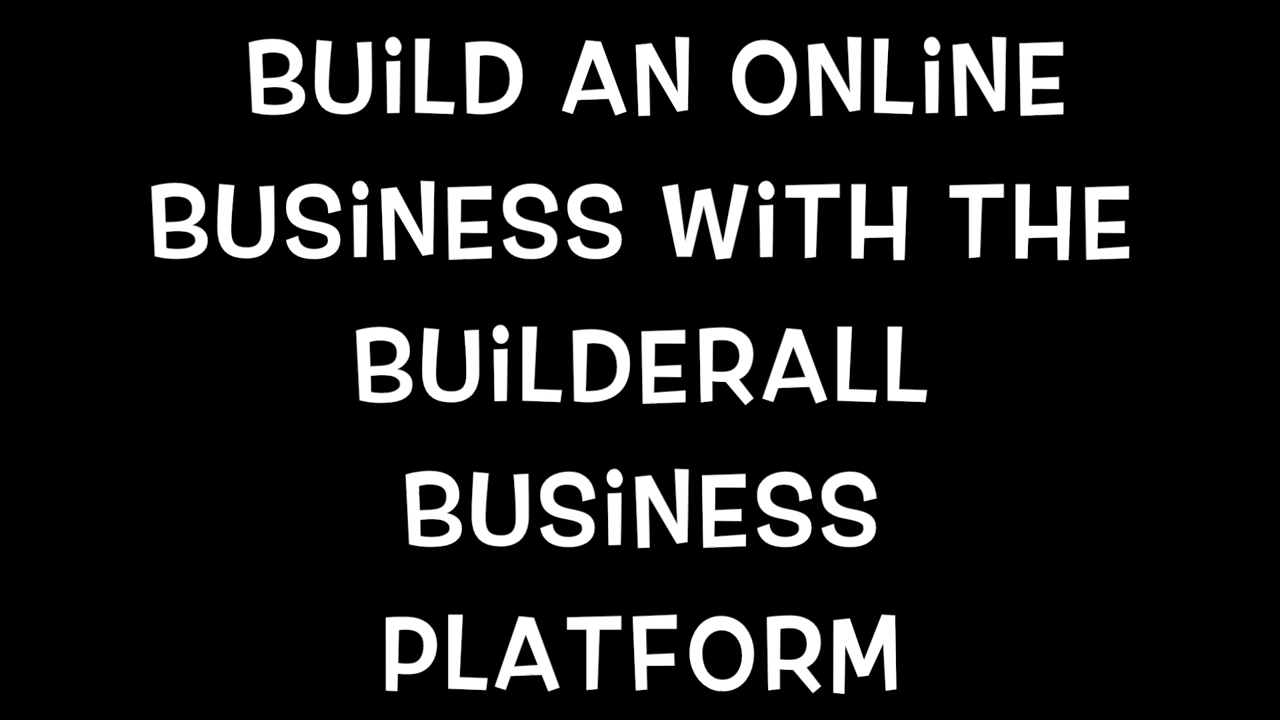 BUiLD AN ONLiNE
BUSiNESS WiTH THE
BUiLDERALL
BUSiNESS
PLATFORM